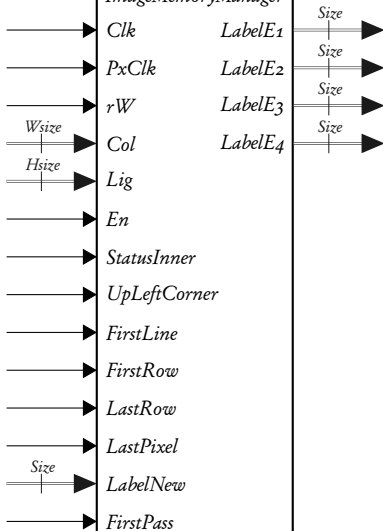 ImageMemoryManager
Clk LabelE1 Size
PxClk LabelE2 Size
rW LabelE3 Size
Wsize Col LabelE4 Size
Hsize Lig
En
StatusInner
UpLeftCorner
FirstLine
FirstRow
LastRow
LastPixel
Size LabelNew
FirstPass